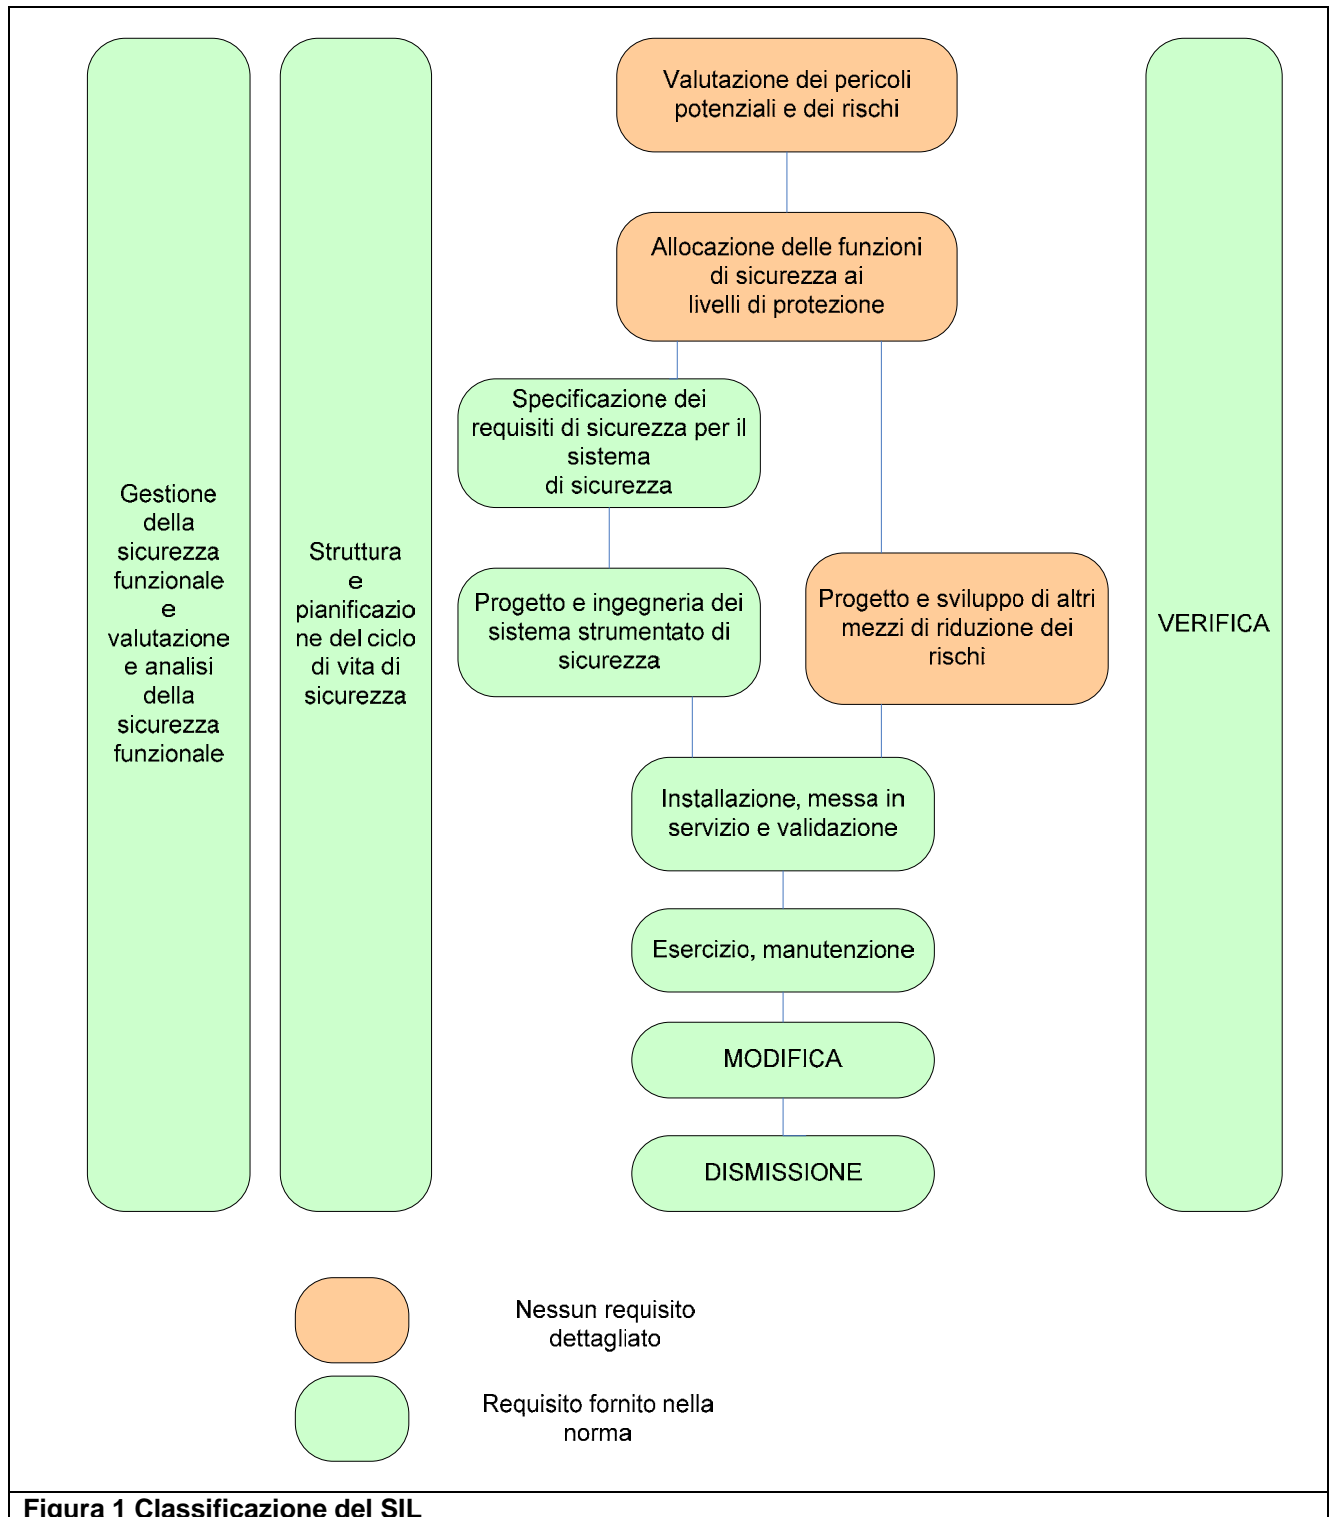 Gestione
della
sicurezza
funzionale
e
valutazione
e analisi
della
sicurezza
funzionale
Struttura
e
pianificazio
ne del ciclo
di vita di
sicurezza
Valutazione dei pericoli
potenziali e dei rischi
Allocazione delle funzioni
di sicurezza ai
livelli di protezione
Specificazione dei
requisiti di sicurezza per il
sistema
di sicurezza
Progetto e ingegneria dei
sistema strumentato di
sicurezza
Progetto e sviluppo di altri
mezzi di riduzione dei
rischi
Installazione, messa in
servizio e validazione
Esercizio, manutenzione
MODIFICA
DISMISSIONE
VERIFICA
Nessun requisito
dettagliato
Requisito fornito nella
norma
Figura 1 Classificazione del SIL